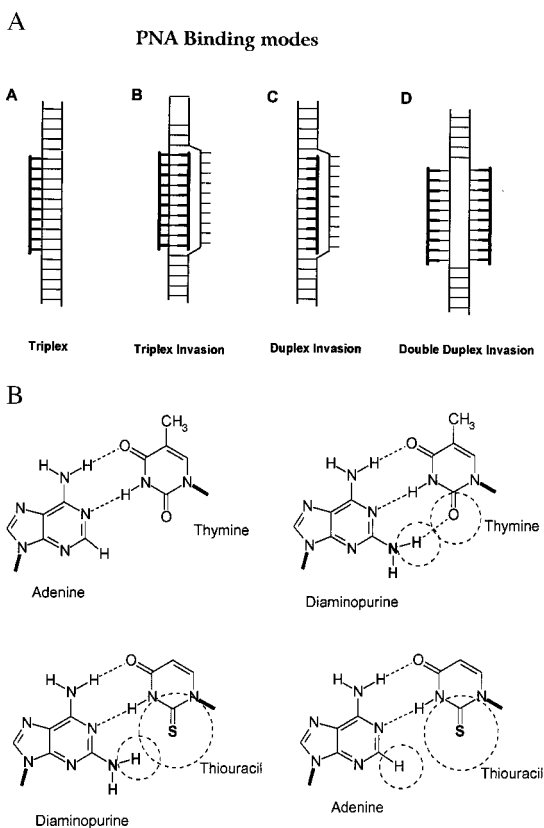 A
PNA Binding modes
A B C D
Triplex Triplex Invasion Duplex Invasion Double Duplex Invasion
B
CH3
O
H N H
H N
N
N
O
Thymine
N
N
N
H
Adenine
CH3
O
H N H
H N
N
N
O
Thymine
N
N
N
N H
H
Diaminopurine
O
H N H
H N
N
N
S
Thiouracil
N
N
N
N H
H
Diaminopurine
O
H N H
H N
N
N
S
Thiouracil
N
N
N
H
Adenine